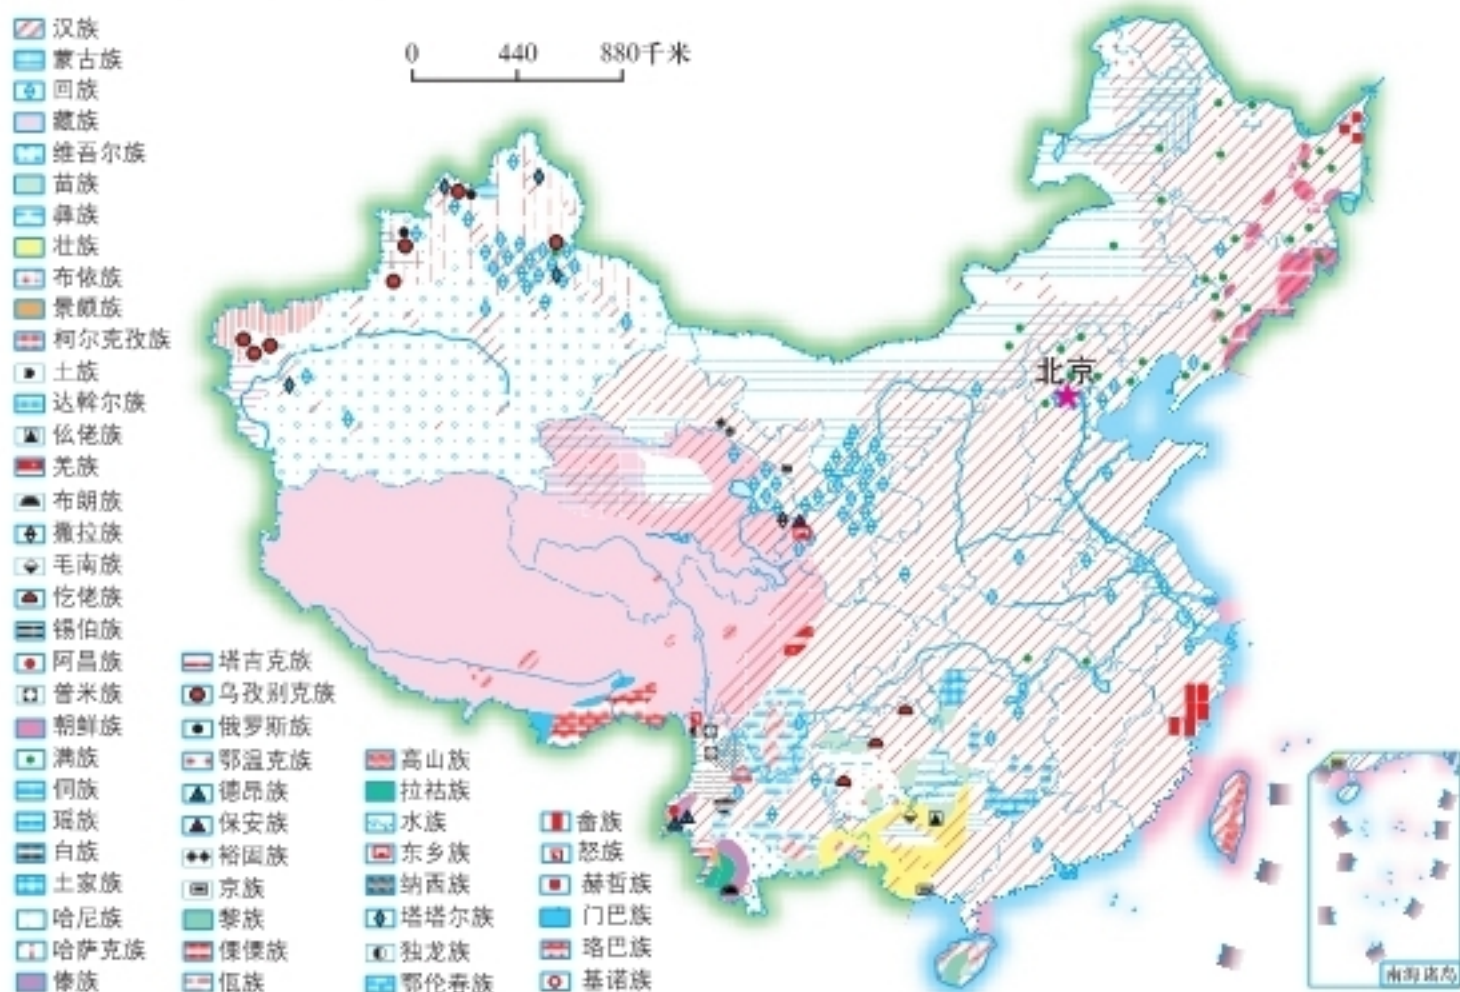 汉族
蒙古族
回族
藏族
维吾尔族
苗族
彝族
壮族
布依族
景颇族
柯尔克孜族
土族
达斡尔族
仫佬族
羌族
布朗族
撒拉族
毛南族
仡佬族
锡伯族
阿昌族
普米族
朝鲜族
满族
侗族
瑶族
白族
土家族
哈尼族
哈萨克族
傣族
塔吉克族
乌孜别克族
俄罗斯族
鄂温克族
德昂族
保安族
裕固族
京族
黎族
傈僳族
佤族
高山族
拉祜族
水族
东乡族
纳西族
塔塔尔族
独龙族
鄂伦春族
畲族
怒族
赫哲族
门巴族
珞巴族
基诺族
0 440 880千米
北京
南海诸岛